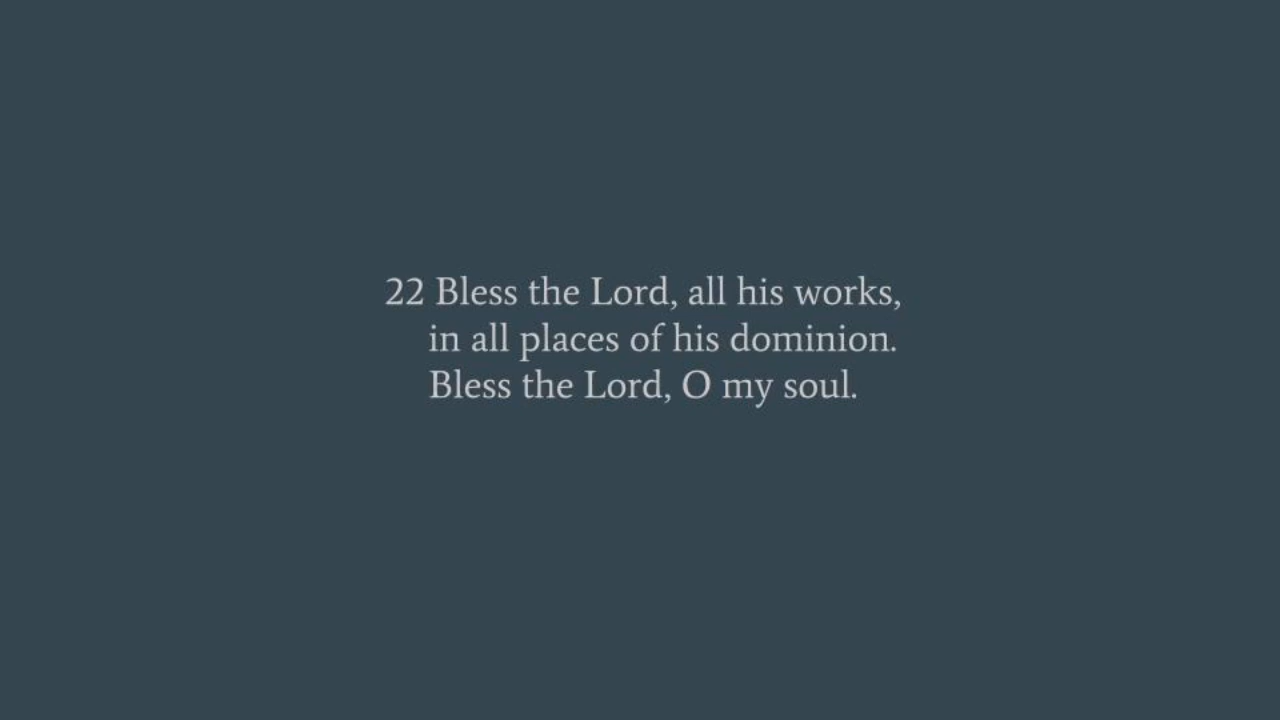 22 Bless the Lord, all his works,
in all places of his dominion.
Bless the Lord, O my soul.